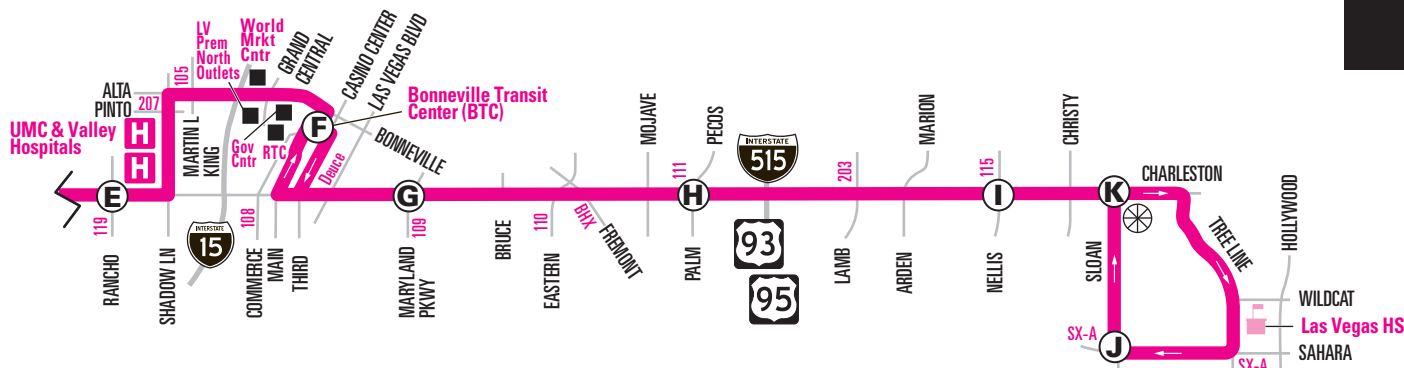 LV
Prem
North
Outlets
World
Mrkt
Cntr
GRAND
CENTRAL
CASINO CENTER
LAS VEGAS BLVD
105
ALTA
PINTO
207
Bonneville Transit
Center (BTC)
UMC & Valley
Hospitals
H
H
MARTIN L
KING
Gov
Cntr
RTC
F
Deuce
BONNEVILLE
MOJAVE
111
PECOS
INTERSTATE
515
203
MARION
115
CHRISTY
CHARLESTON
E
G
H
I
K
119
RANCHO
SHADOW LN
INTERSTATE
15
108
COMMERCE
MAIN
THIRD
109
MARYLAND
PKWY
BRUCE
110
EASTERN
BHX
FREMONT
PALM
93
95
LAMB
ARDEN
NELLIS
SLOAN
TREE LINE
HOLLYWOOD
WILDCAT
Las Vegas HS
SX-A
J
SAHARA
SX-A